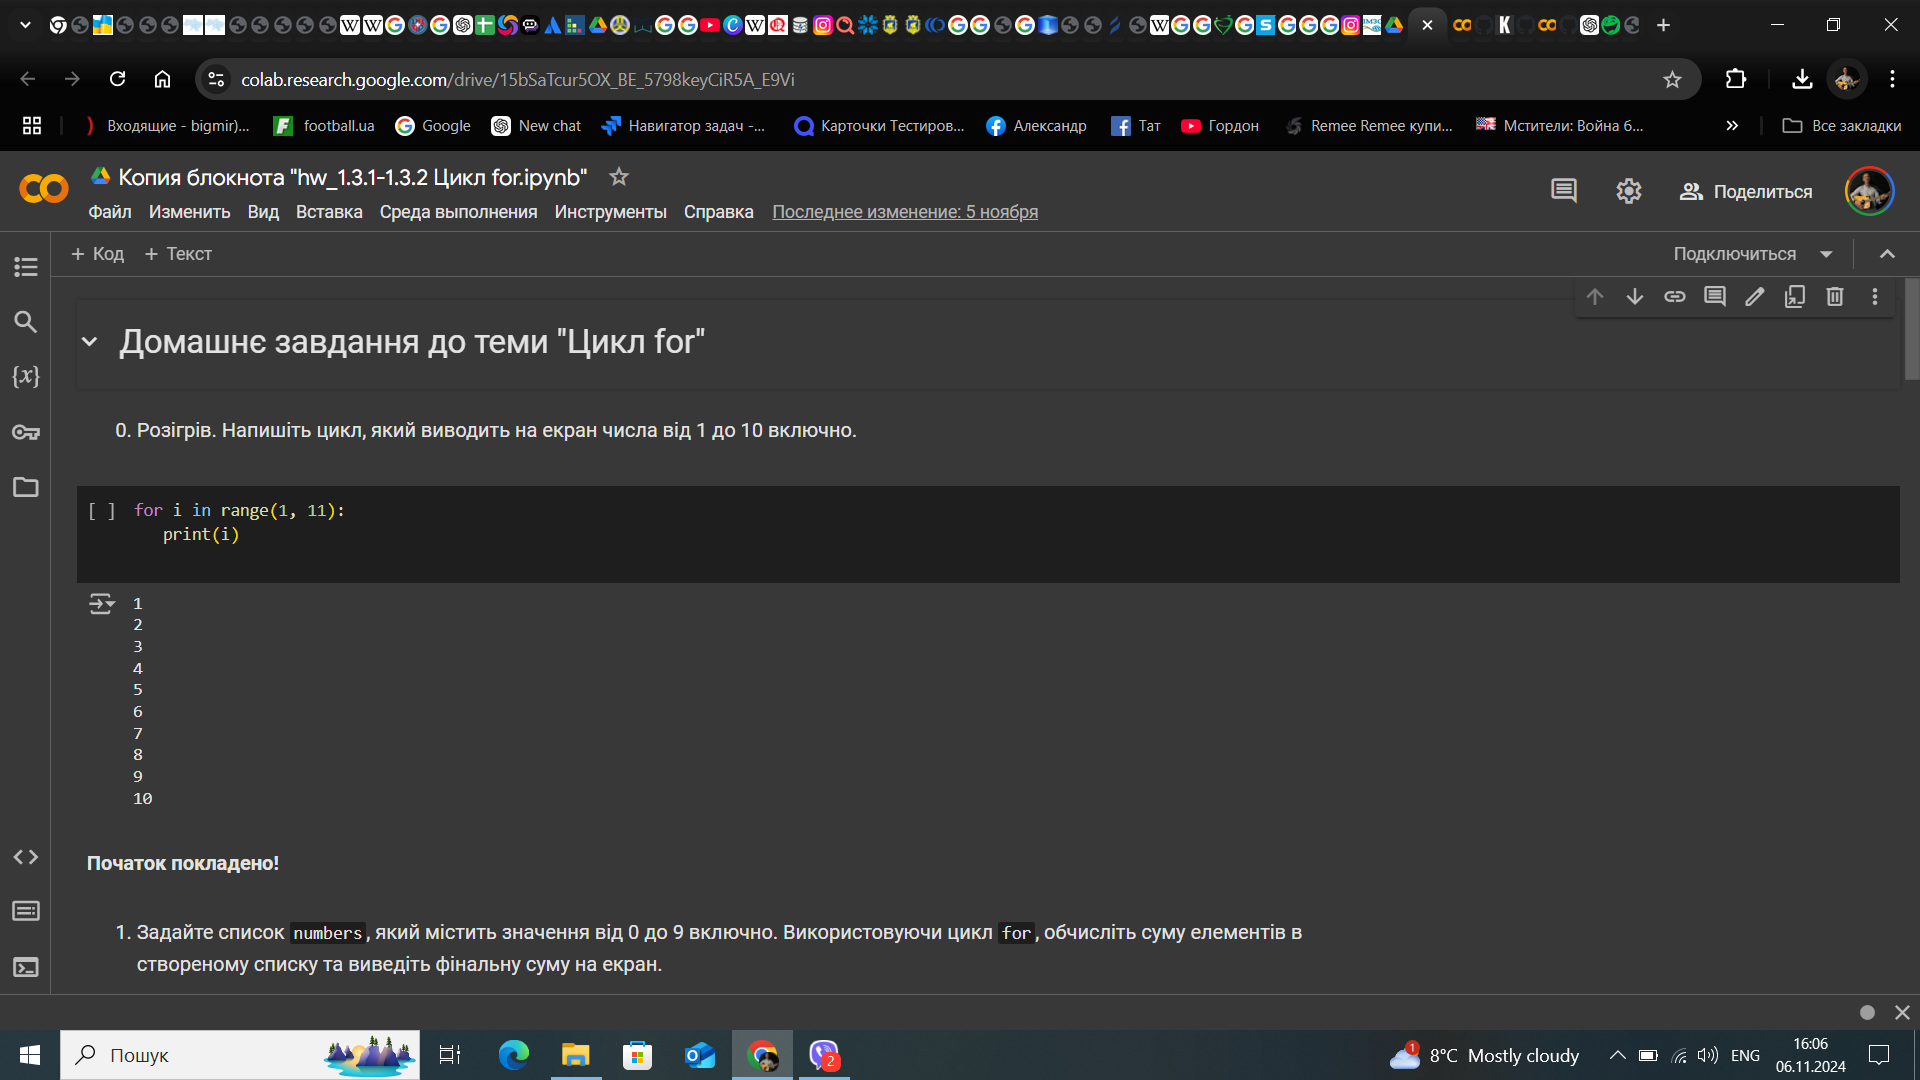 colab.research.google.com/drive/15bSaTcur5OX_BE_5798keyCiR5A_E9Vi
Входящие - bigmir)... football.ua Google New chat Навигатор задач -... Карточки Тестиров... Александр Тат Гордон Remee Remee купи... Мстители: Война б... » Все закладки
Копия блокнота "hw_1.3.1-1.3.2 Цикл for.ipynb"
Файл Изменить Вид Вставка Среда выполнения Инструменты Справка Последнее изменение: 5 ноября
Поделиться
+ Код + Текст Подключиться
Домашнє завдання до теми "Цикл for"
0. Розігрів. Напишіть цикл, який виводить на екран числа від 1 до 10 включно.
[ ] for i in range(1, 11):
print(i)
1
2
3
4
5
6
7
8
9
10
Початок покладено!
1. Задайте список numbers, який містить значення від 0 до 9 включно. Використовуючи цикл for, обчисліть суму елементів в
створеному списку та виведіть фінальну суму на екран.
Пошук
2
1
8°C Mostly cloudy
ENG
16:06
06.11.2024